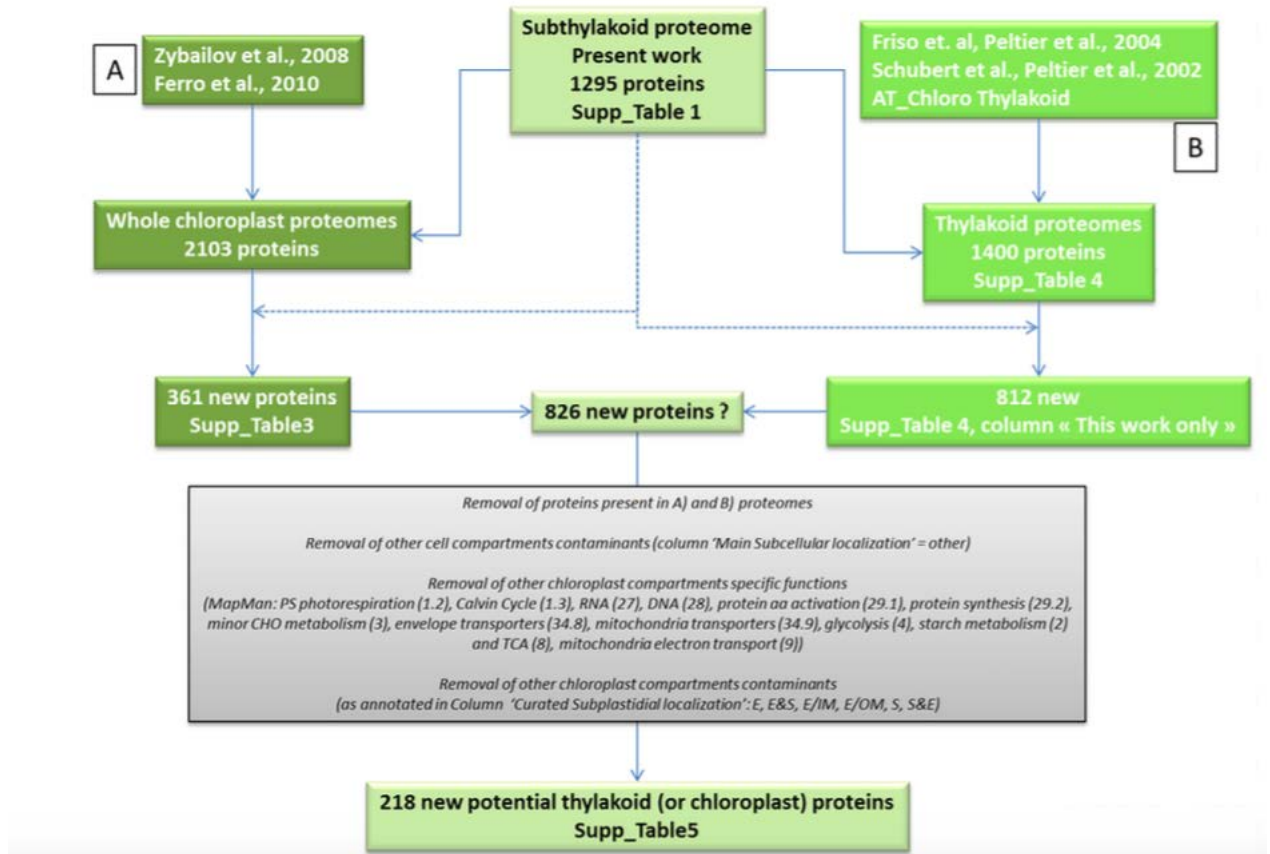 A
Zybailov et al., 2008
Ferro et al., 2010
Subthylakoid proteome
Present work
1295 proteins
Supp_Table 1
Friso et. al, Peltier et al., 2004
Schubert et al., Peltier et al., 2002
AT_Chloro Thylakoid
B
Whole chloroplast proteomes
2103 proteins
Thylakoid proteomes
1400 proteins
Supp_Table 4
361 new proteins
Supp_Table3
826 new proteins ?
812 new
Supp_Table 4, column « This work only »
Removal of proteins present in A) and B) proteomes
Removal of other cell compartments contaminants (column 'Main Subcellular localization' = other)
Removal of other chloroplast compartments specific functions
(MapMan: PS photorespiration (1.2), Calvin Cycle (1.3), RNA (27), DNA (28), protein aa activation (29.1), protein synthesis (29.2),
minor CHO metabolism (3), envelope transporters (34.8), mitochondria transporters (34.9), glycolysis (4), starch metabolism (2)
and TCA (8), mitochondria electron transport (9))
Removal of other chloroplast compartments contaminants
(as annotated in Column 'Curated Subplastidial localization': E, E&S, E/IM, E/OM, S, S&E)
218 new potential thylakoid (or chloroplast) proteins
Supp_Table5